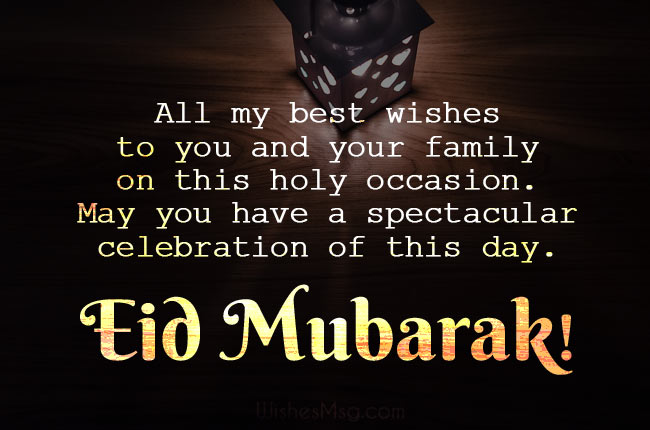 All my best wishes
to you and your family
on this holy occasion.
May you have a spectacular
celebration of this day.
Eid Mubarak!
WishesMsg.com